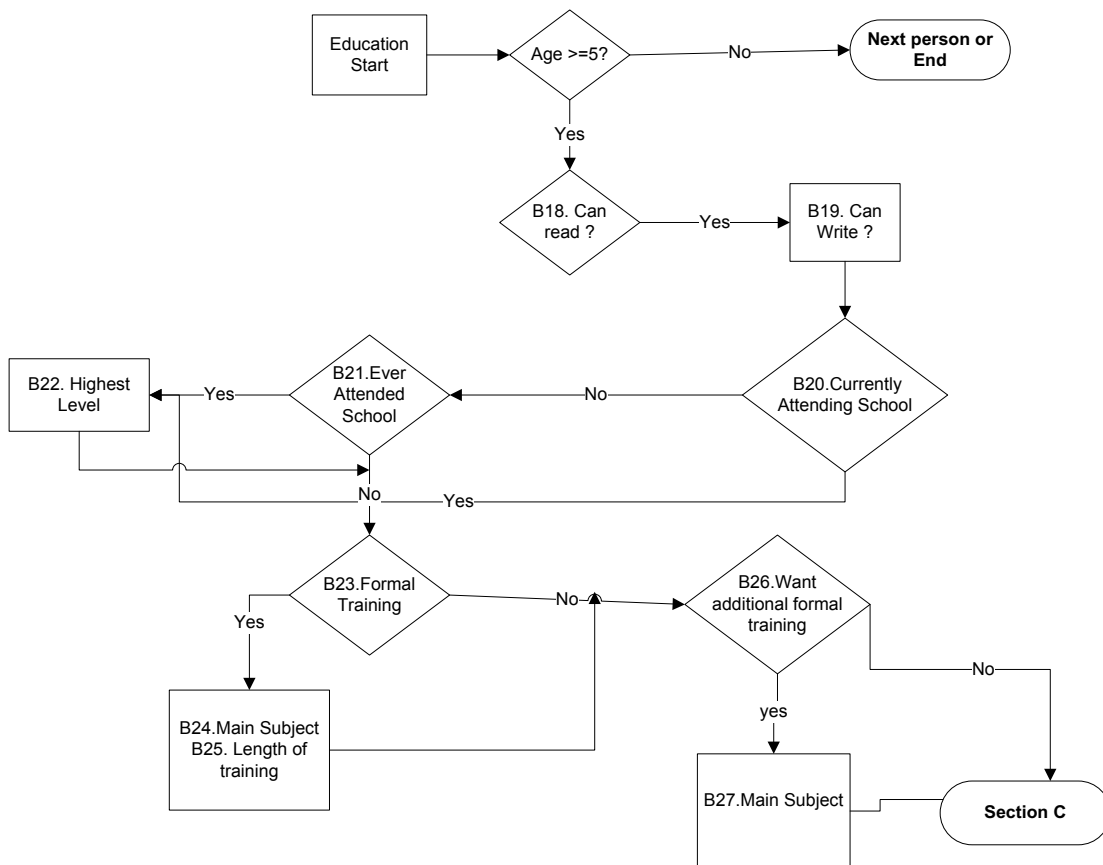 Education
Start
Age >=5?
No
Next person or
End
Yes
B18. Can
read ?
Yes
B19. Can
Write ?
B20.Currently
Attending School
No
B21.Ever
Attended
School
Yes
B22. Highest
Level
No
Yes
B23.Formal
Training
No
B26.Want
additional formal
training
Yes
No
B24.Main Subject
B25. Length of
training
yes
B27.Main Subject
Section C